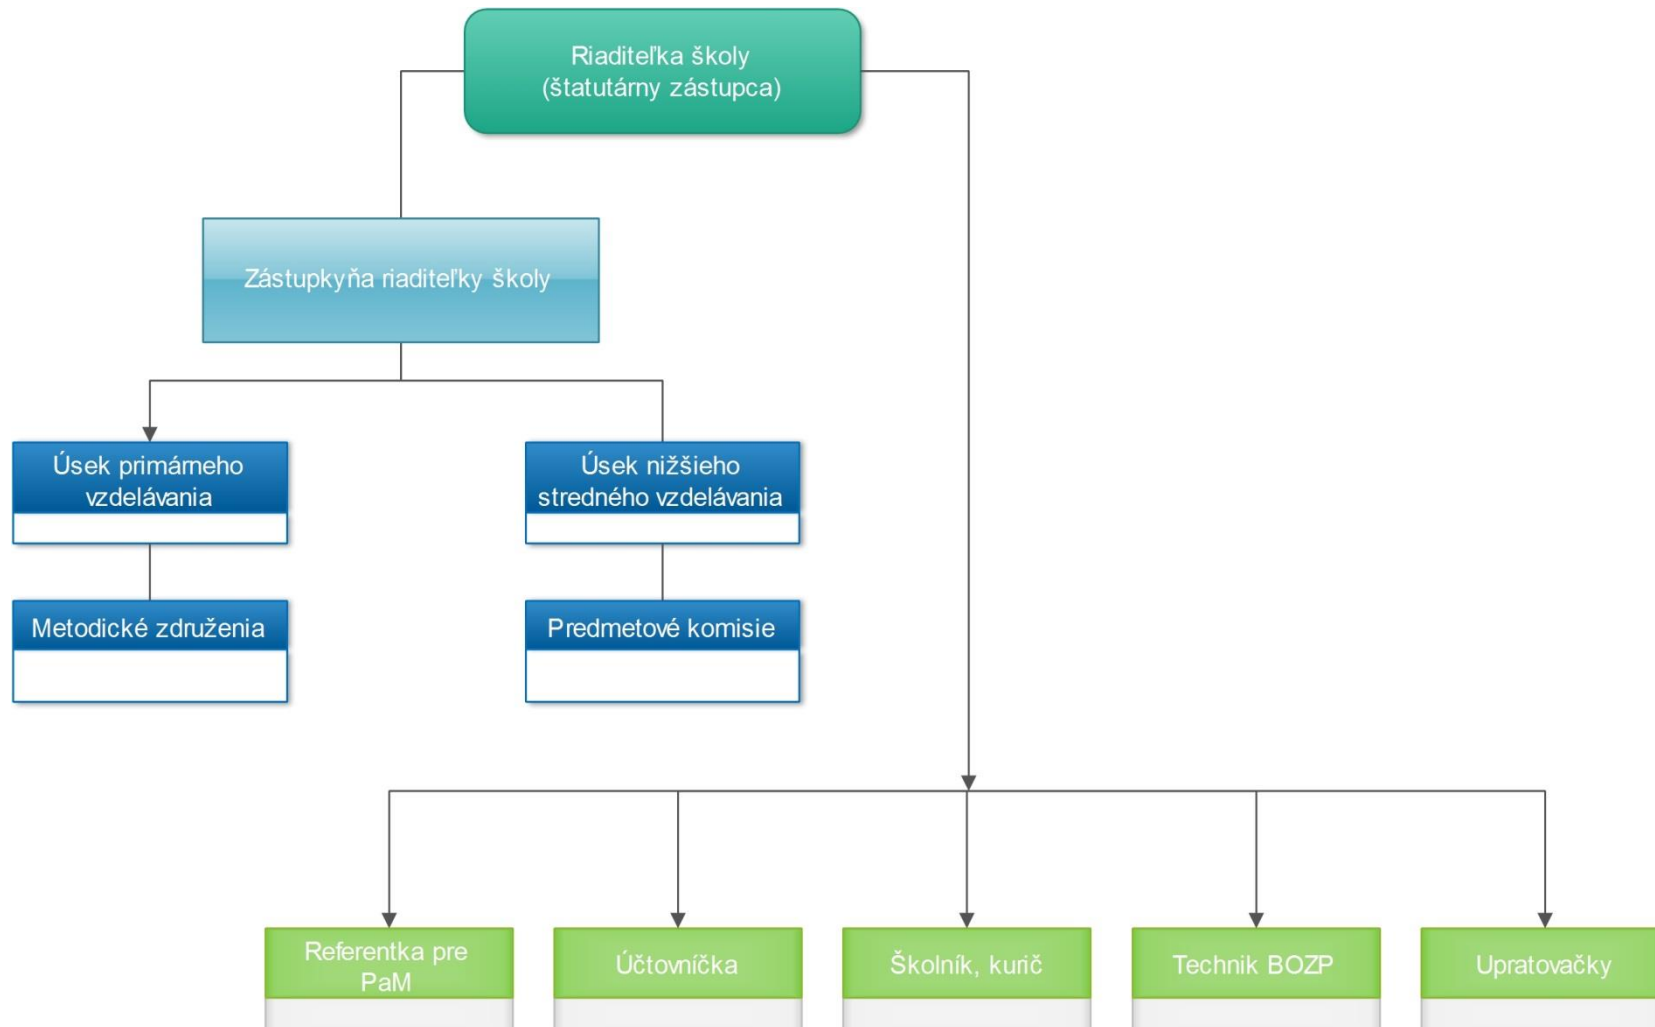 Riaditeľka školy
(štatutárny zástupca)
Zástupkyňa riaditeľky školy
Úsek primárneho
vzdelávania
Úsek nižšieho
stredného vzdelávania
Metodické združenia
Predmetové komisie
Referentka pre
PaM
Účtovníčka
Školník, kurič
Technik BOZP
Upratovačky